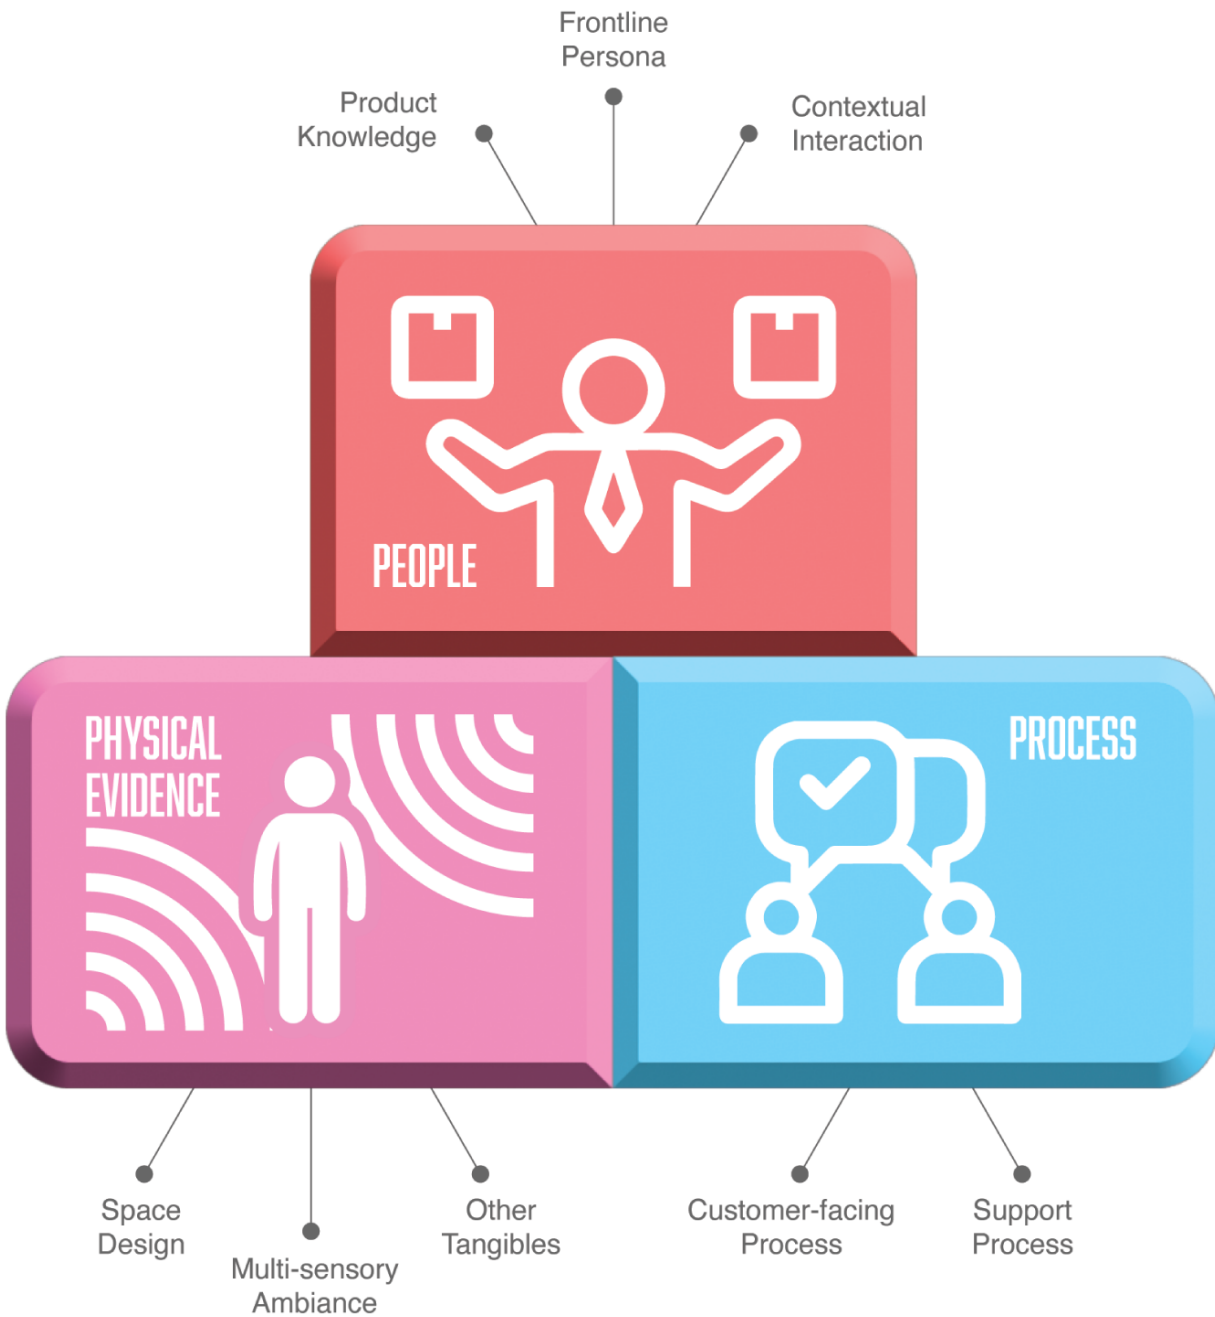 Frontline
Persona
Product
Knowledge
Contextual
Interaction
PEOPLE
PHYSICAL
EVIDENCE
PROCESS
Space
Design
Multi-sensory
Ambiance
Other
Tangibles
Customer-facing
Process
Support
Process